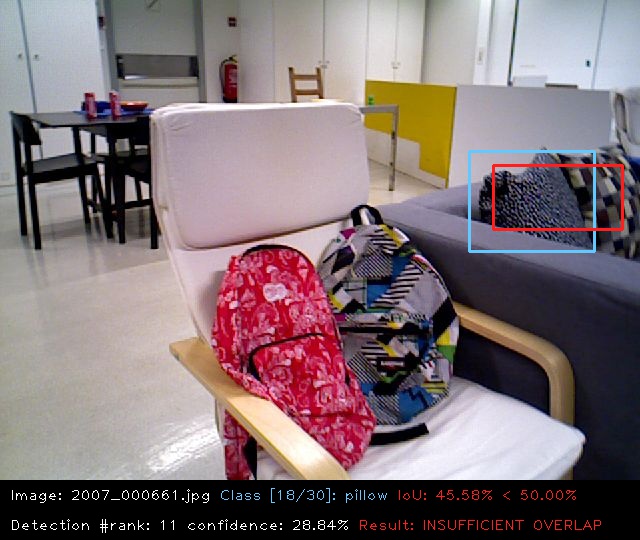 Image: 2007_000661.jpg Class [18/30]: pillow IoU: 45.58% < 50.00%
Detection #rank: 11 confidence: 28.84% Result: INSUFFICIENT OVERLAP